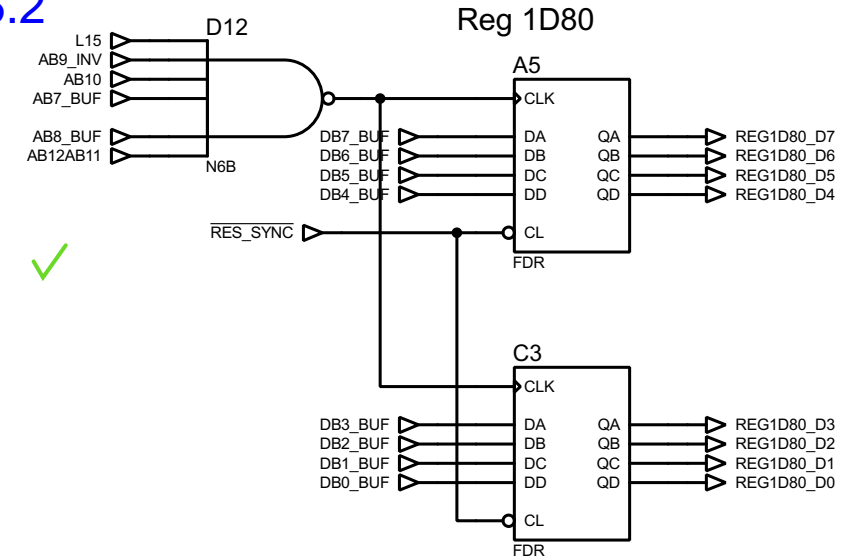 .2
D12
L15
AB9_INV
AB10
AB7_BUF
AB8_BUF
AB12AB11
N6B
Reg 1D80
A5
CLK
DB7_BUF DA QA REG1D80_D7
DB6_BUF DB QB REG1D80_D6
DB5_BUF DC QC REG1D80_D5
DB4_BUF DD QD REG1D80_D4
RES_SYNC CL
FDR
C3
CLK
DB3_BUF DA QA REG1D80_D3
DB2_BUF DB QB REG1D80_D2
DB1_BUF DC QC REG1D80_D1
DB0_BUF DD QD REG1D80_D0
CL
FDR